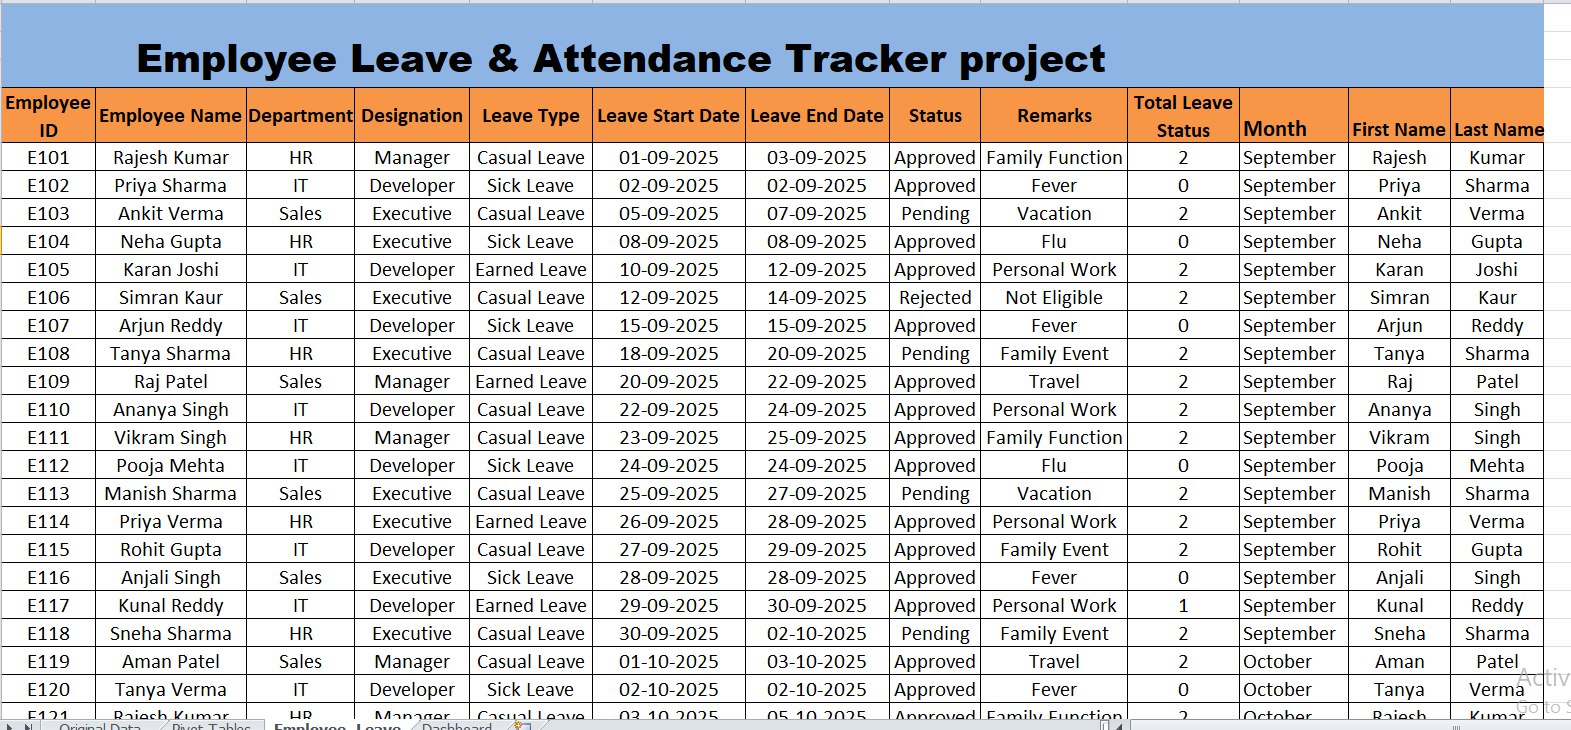 Employee Leave & Attendance Tracker project
Employee ID Employee Name Department Designation Leave Type Leave Start Date Leave End Date Status Remarks Total Leave Status Month First Name Last Name
E101 Rajesh Kumar HR Manager Casual Leave 01-09-2025 03-09-2025 Approved Family Function 2 September Rajesh Kumar
E102 Priya Sharma IT Developer Sick Leave 02-09-2025 02-09-2025 Approved Fever 0 September Priya Sharma
E103 Ankit Verma Sales Executive Casual Leave 05-09-2025 07-09-2025 Pending Vacation 2 September Ankit Verma
E104 Neha Gupta HR Executive Sick Leave 08-09-2025 08-09-2025 Approved Flu 0 September Neha Gupta
E105 Karan Joshi IT Developer Earned Leave 10-09-2025 12-09-2025 Approved Personal Work 2 September Karan Joshi
E106 Simran Kaur Sales Executive Casual Leave 12-09-2025 14-09-2025 Rejected Not Eligible 2 September Simran Kaur
E107 Arjun Reddy IT Developer Sick Leave 15-09-2025 15-09-2025 Approved Fever 0 September Arjun Reddy
E108 Tanya Sharma HR Executive Casual Leave 18-09-2025 20-09-2025 Pending Family Event 2 September Tanya Sharma
E109 Raj Patel Sales Manager Earned Leave 20-09-2025 22-09-2025 Approved Travel 2 September Raj Patel
E110 Ananya Singh IT Developer Casual Leave 22-09-2025 24-09-2025 Approved Personal Work 2 September Ananya Singh
E111 Vikram Singh HR Manager Casual Leave 23-09-2025 25-09-2025 Approved Family Function 2 September Vikram Singh
E112 Pooja Mehta IT Developer Sick Leave 24-09-2025 24-09-2025 Approved Flu 0 September Pooja Mehta
E113 Manish Sharma Sales Executive Casual Leave 25-09-2025 27-09-2025 Pending Vacation 2 September Manish Sharma
E114 Priya Verma HR Executive Earned Leave 26-09-2025 28-09-2025 Approved Personal Work 2 September Priya Verma
E115 Rohit Gupta IT Developer Casual Leave 27-09-2025 29-09-2025 Approved Family Event 2 September Rohit Gupta
E116 Anjali Singh Sales Executive Sick Leave 28-09-2025 28-09-2025 Approved Fever 0 September Anjali Singh
E117 Kunal Reddy IT Developer Earned Leave 29-09-2025 30-09-2025 Approved Personal Work 1 September Kunal Reddy
E118 Sneha Sharma HR Executive Casual Leave 30-09-2025 02-10-2025 Pending Family Event 2 September Sneha Sharma
E119 Aman Patel Sales Manager Casual Leave 01-10-2025 03-10-2025 Approved Travel 2 October Aman Patel
E120 Tanya Verma IT Developer Sick Leave 02-10-2025 02-10-2025 Approved Fever 0 October Tanya Verma
E121 Rajesh Kumar HR Manager Casual Leave 03-10-2025 05-10-2025 Approved Family Function 2 October Rajesh Kumar
Original Data Pivot Tables Employee_Leave Dashboard
Go to